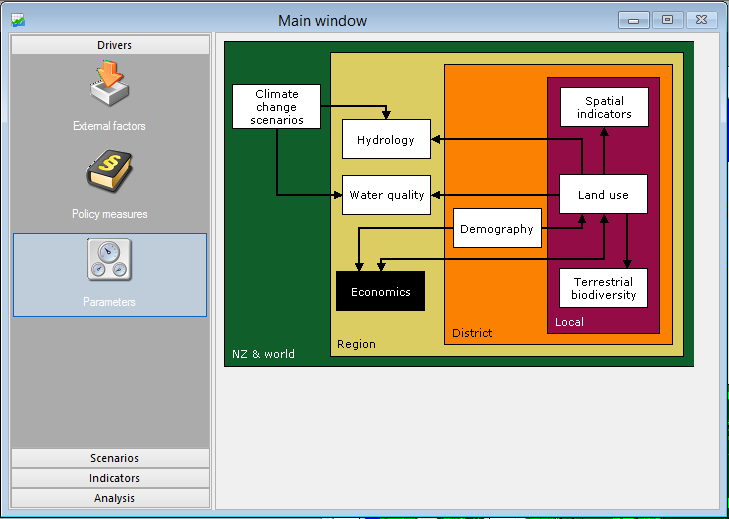 Main window
Drivers
External factors
§
Policy measures
Parameters
Scenarios
Indicators
Analysis
Climate
change
scenarios
Hydrology
Water quality
Economics
Demography
Spatial
indicators
Land use
Terrestrial
biodiversity
Local
District
Region
NZ & world